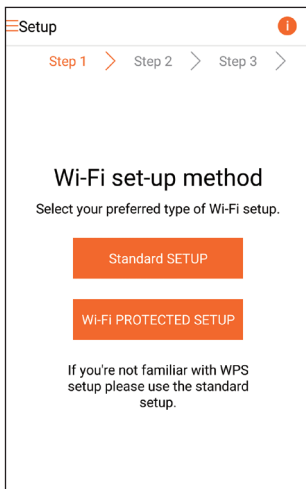 Setup
i
Step 1 Step 2 Step 3
Wi-Fi set-up method
Select your preferred type of Wi-Fi setup.
Standard SETUP
Wi-Fi PROTECTED SETUP
If you're not familiar with WPS
setup please use the standard
setup.